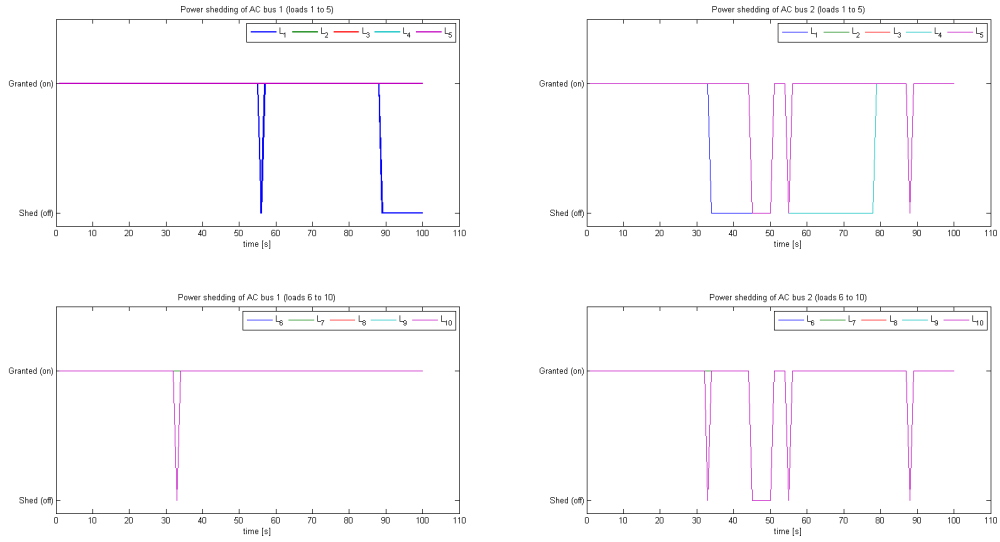 Power shedding of AC bus 1 (loads 1 to 5)
L1 L2 L3 L4 L5
Granted (on)
Shed (off)
0 10 20 30 40 50 60 70 80 90 100 110
time [s]
Power shedding of AC bus 2 (loads 1 to 5)
L1 L2 L3 L4 L5
Granted (on)
Shed (off)
0 10 20 30 40 50 60 70 80 90 100 110
time [s]
Power shedding of AC bus 1 (loads 6 to 10)
L6 L7 L8 L9 L10
Granted (on)
Shed (off)
0 10 20 30 40 50 60 70 80 90 100 110
time [s]
Power shedding of AC bus 2 (loads 6 to 10)
L6 L7 L8 L9 L10
Granted (on)
Shed (off)
0 10 20 30 40 50 60 70 80 90 100 110
time [s]